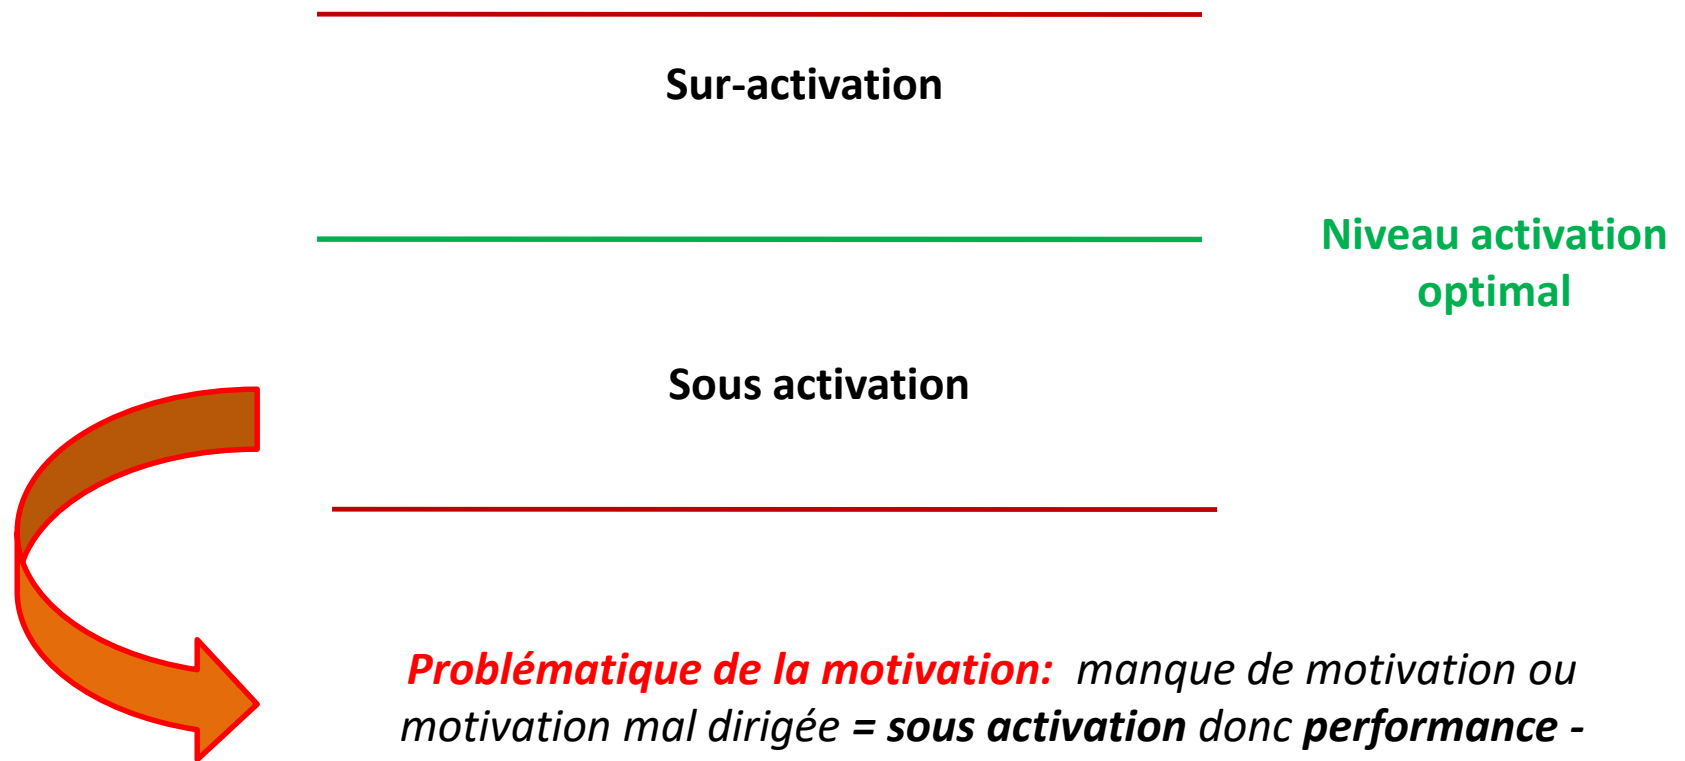 Sur-activation
Niveau activation
optimal
Sous activation
Problématique de la motivation: manque de motivation ou
motivation mal dirigée = sous activation donc performance -